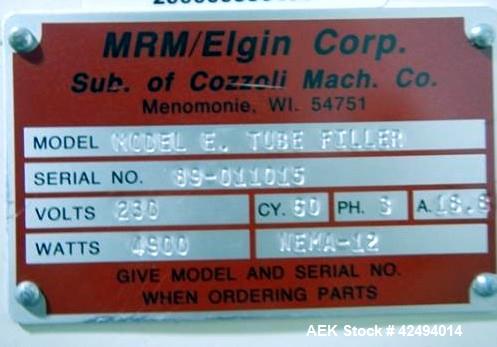 MRM/Elgin Corp.
Sub. of Cozzoli Mach. Co.
Menomonie, WI. 54751
MODEL MODEL E. TUBE FILLER
SERIAL NO. 89-011015
VOLTS 230 CY. 60 PH. 3 A. 18.6
WATTS 4900 NEMA-12
GIVE MODEL AND SERIAL NO.
WHEN ORDERING PARTS
AEK Stock # 42494014